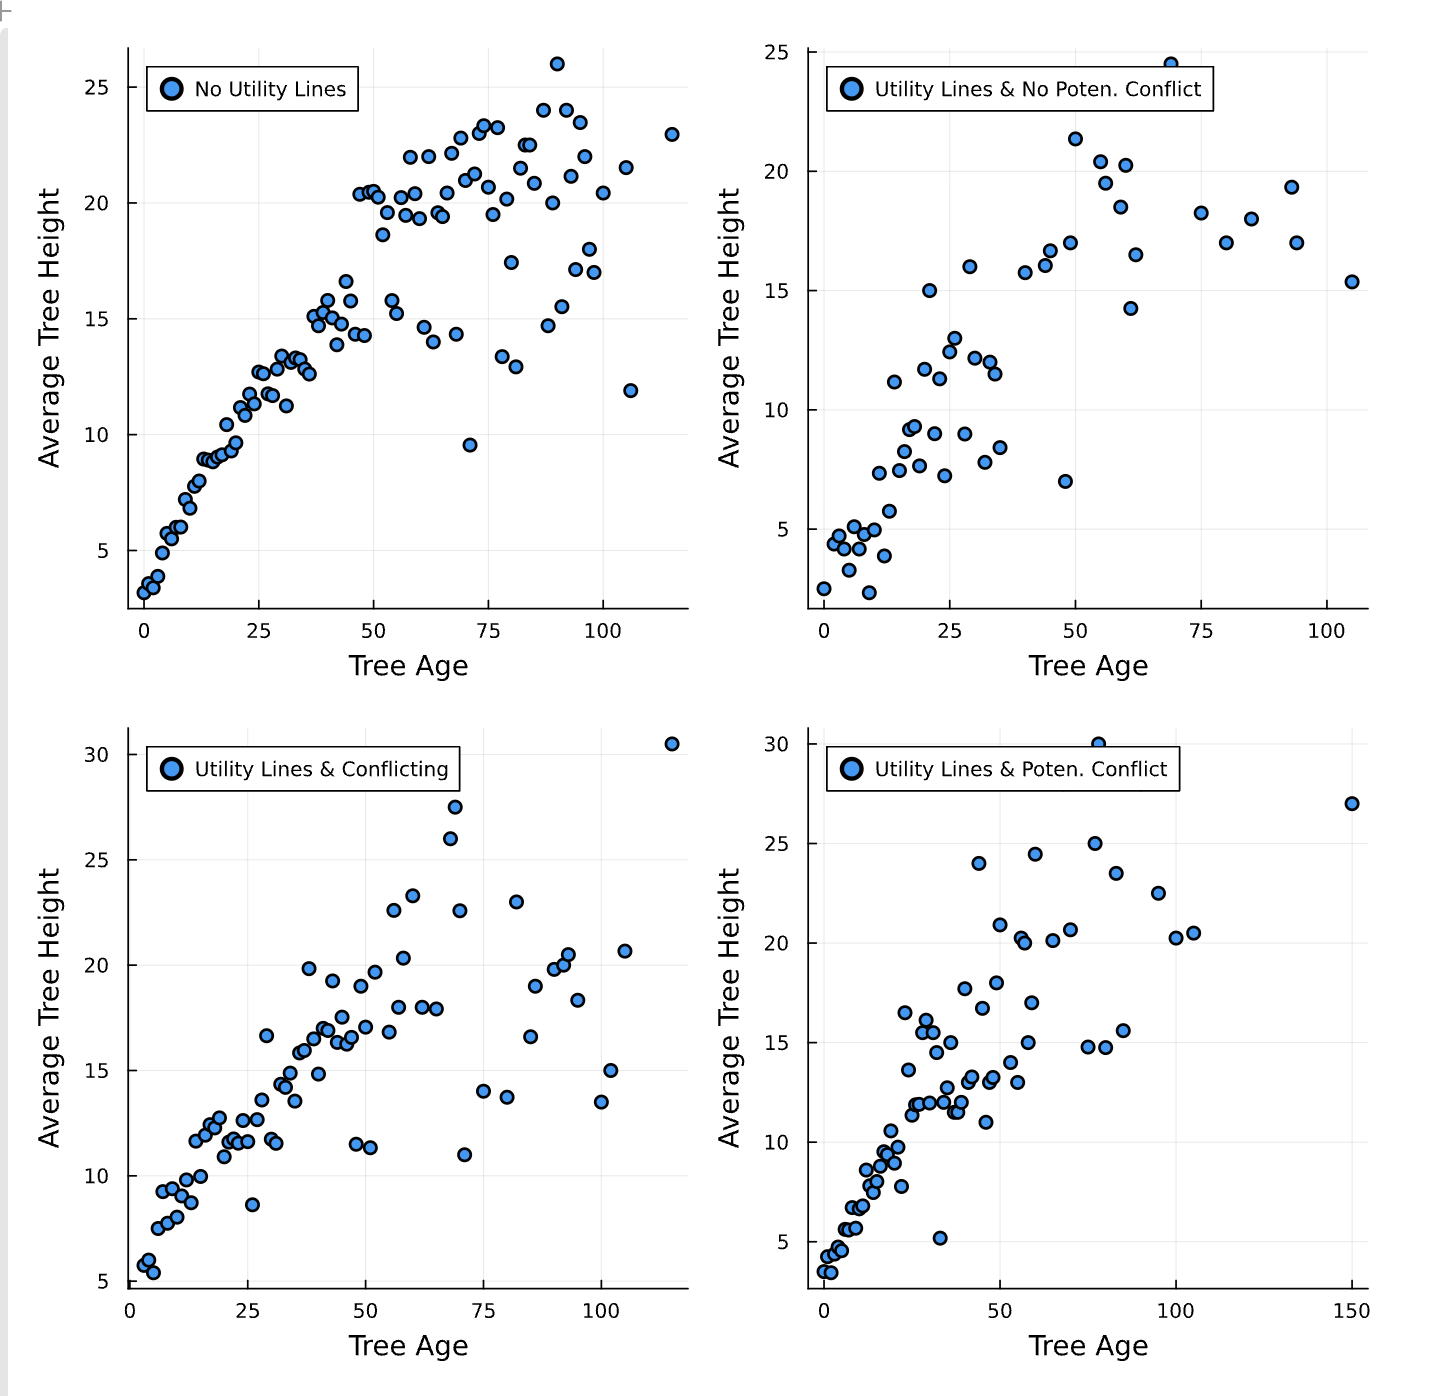 25
20
15
10
5
Average Tree Height
No Utility Lines
0 25 50 75 100
Tree Age
25
20
15
10
5
Average Tree Height
Utility Lines & No Poten. Conflict
0 25 50 75 100
Tree Age
30
25
20
15
10
5
Average Tree Height
Utility Lines & Conflicting
0 25 50 75 100
Tree Age
30
25
20
15
10
5
Average Tree Height
Utility Lines & Poten. Conflict
0 50 100 150
Tree Age